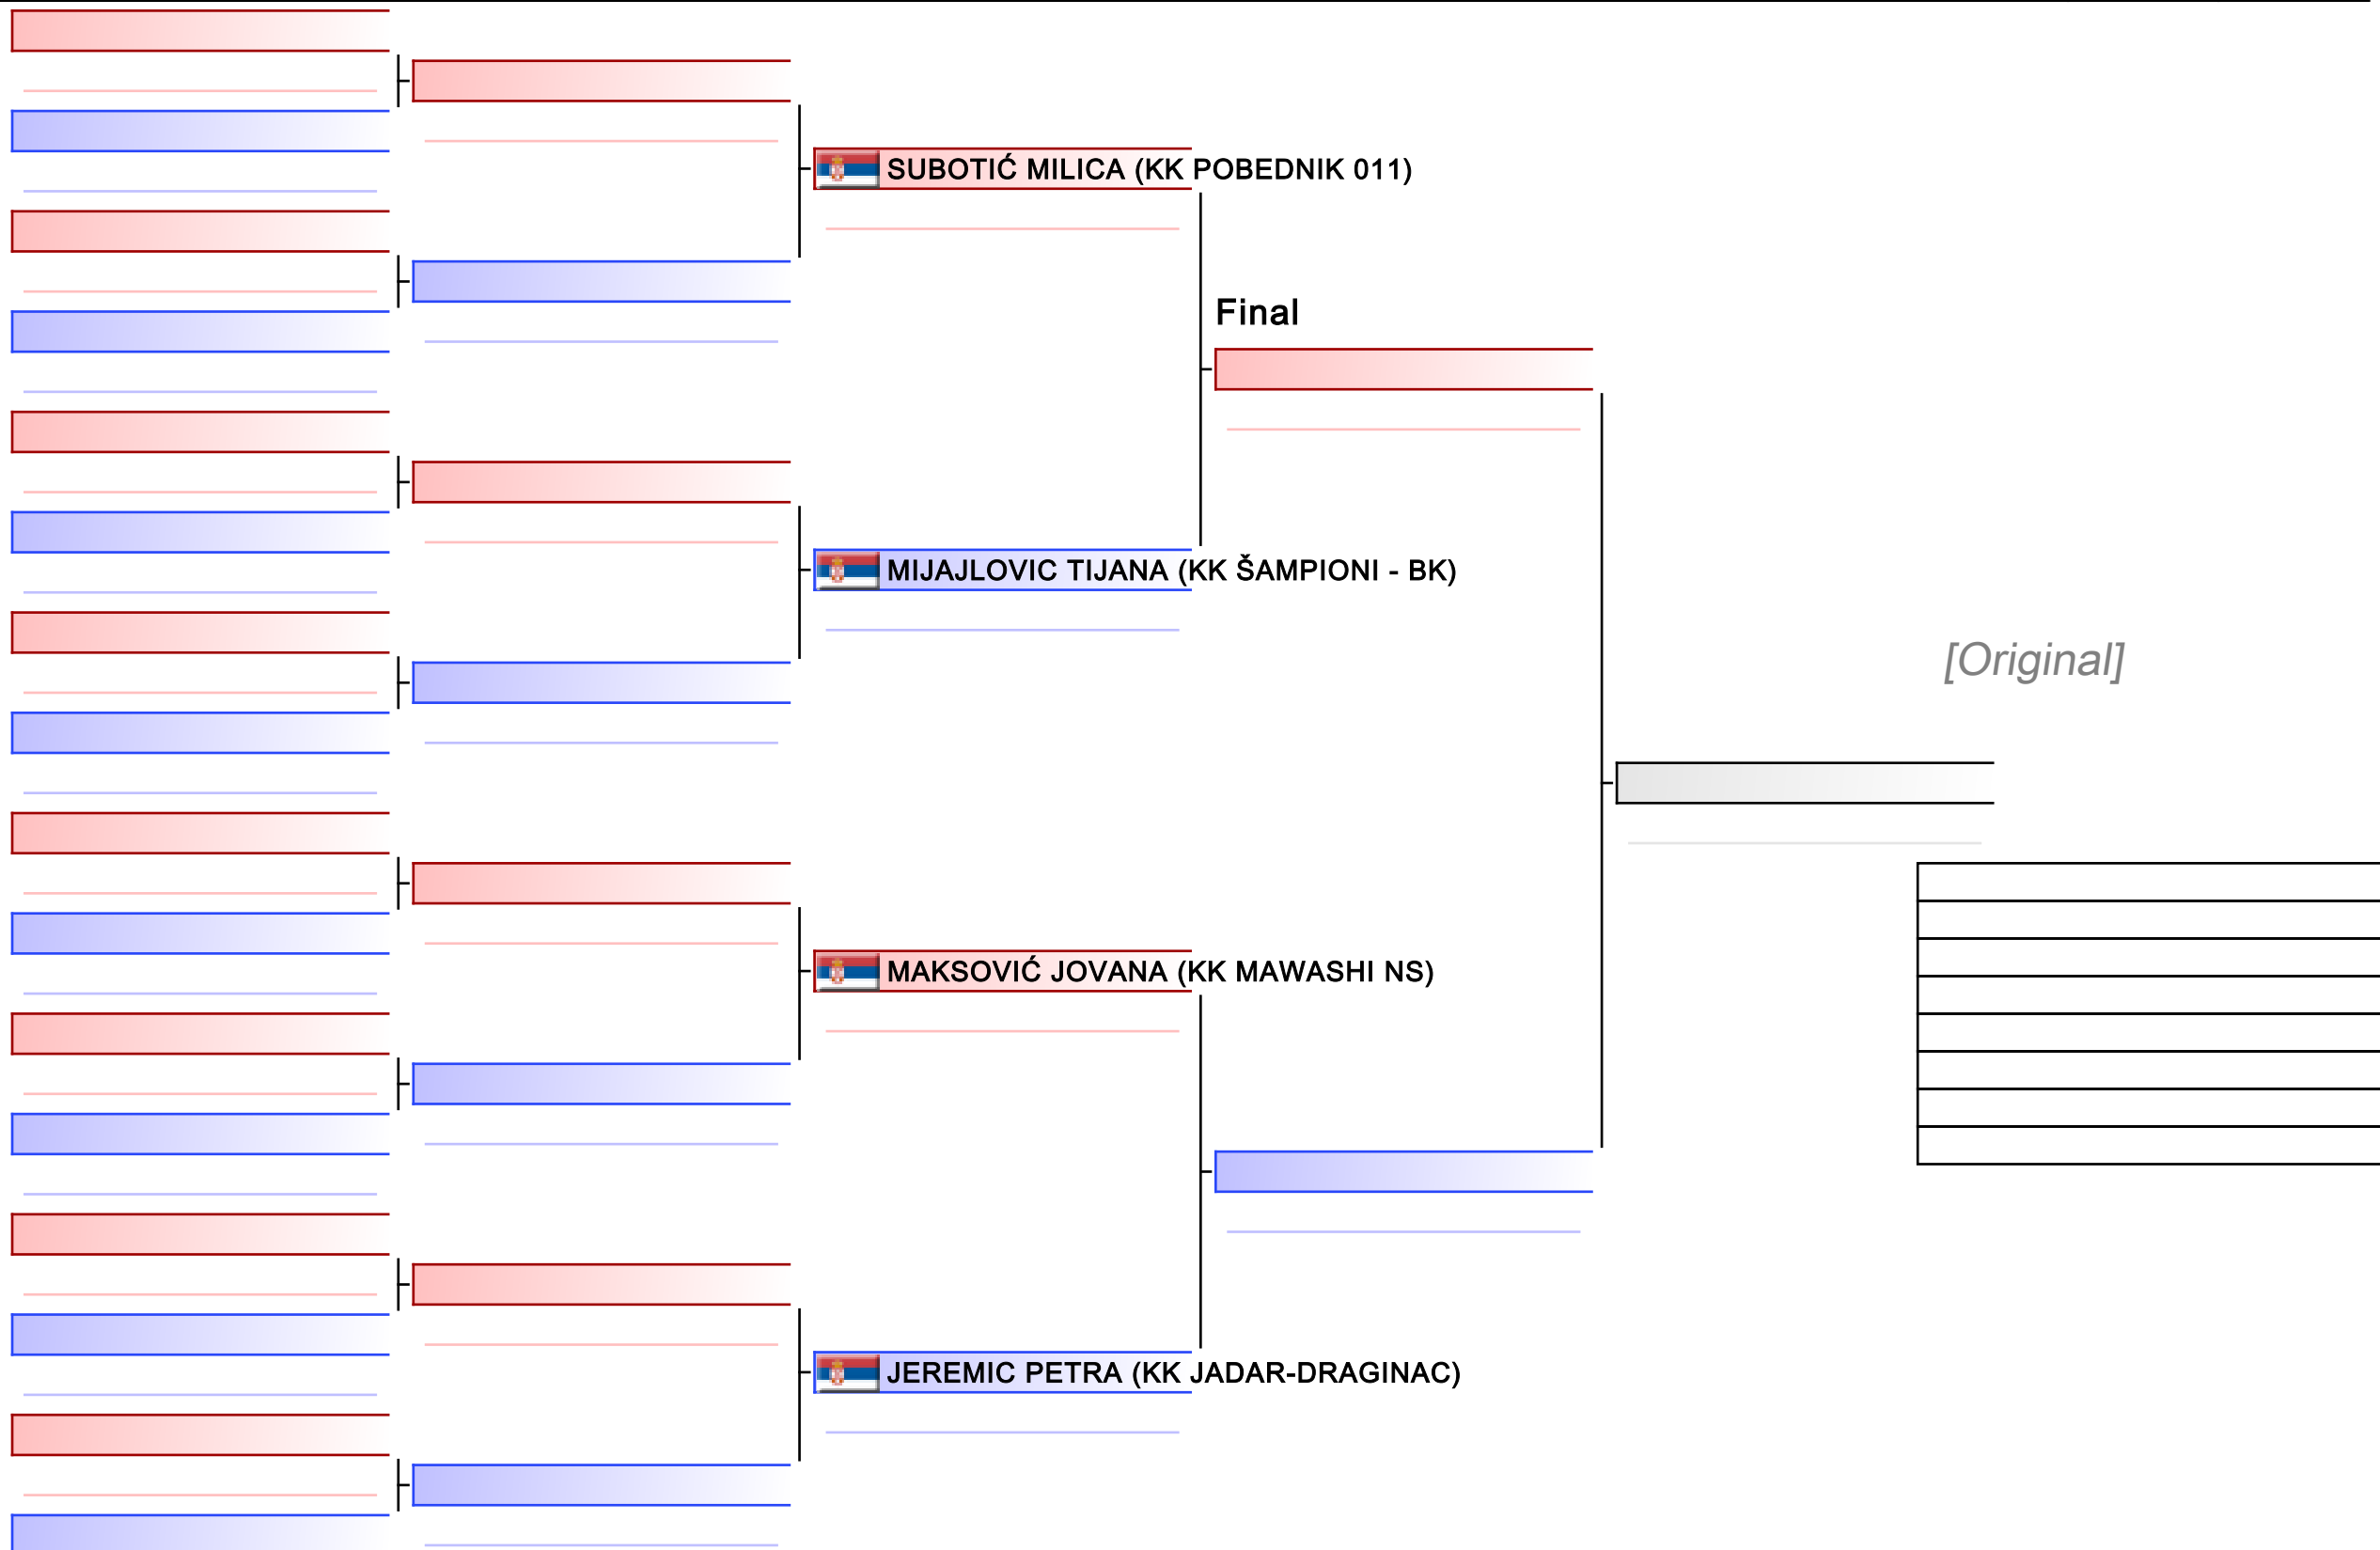 SUBOTIĆ MILICA (KK POBEDNIK 011)
Final
MIJAJLOVIC TIJANA (KK ŠAMPIONI - BK)
[Original]
MAKSOVIĆ JOVANA (KK MAWASHI NS)
JEREMIC PETRA (KK JADAR-DRAGINAC)